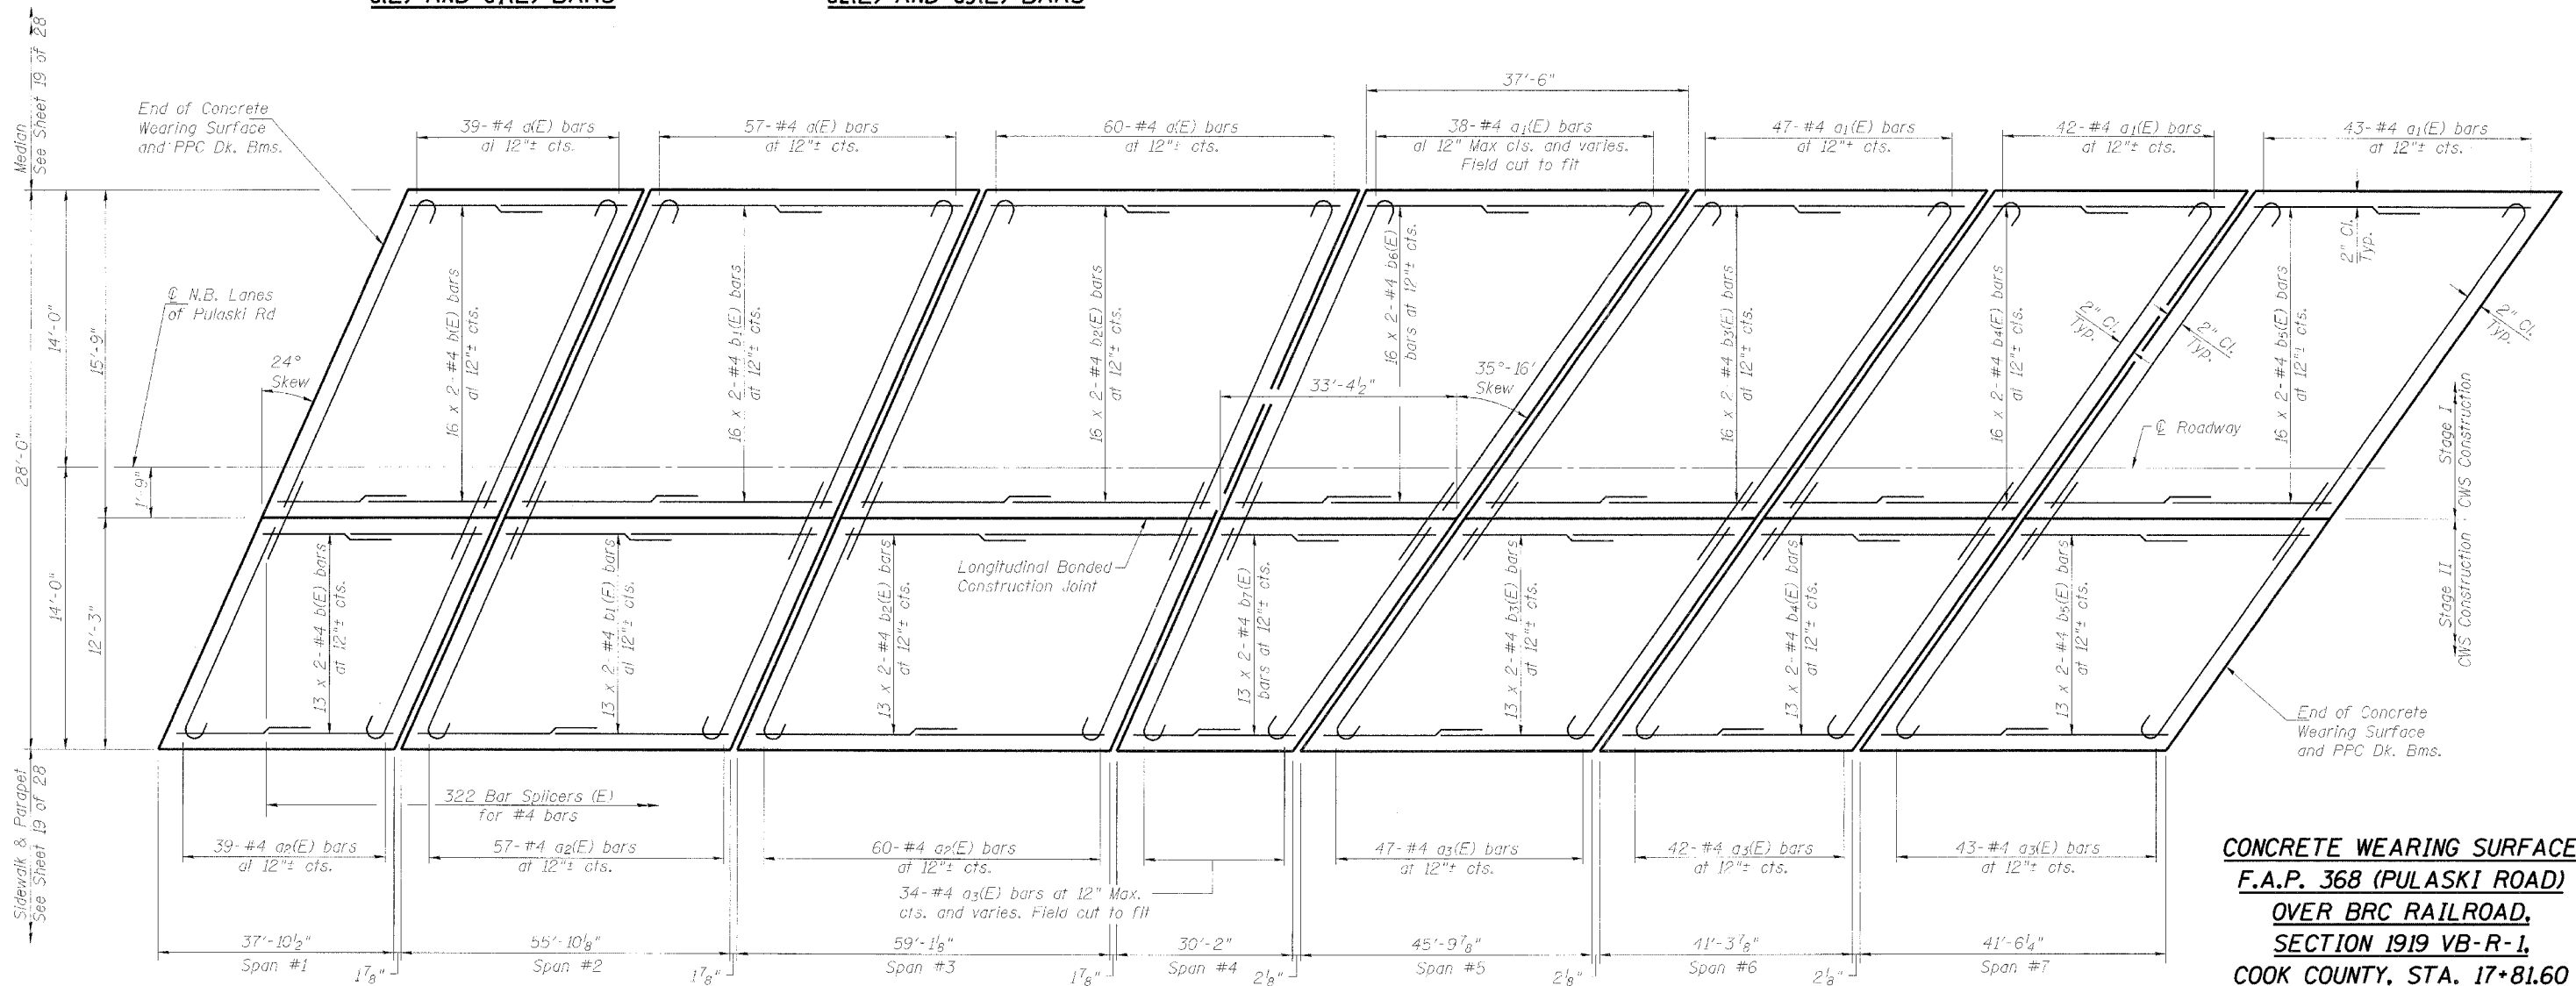 Median
See Sheet 19 of 28
End of Concrete
Wearing Surface
and PPC Dk. Bms.
39-#4 a(E) bars
at 12"± cts.
57-#4 a(E) bars
at 12"± cts.
60-#4 a(E) bars
at 12"± cts.
37'-6"
38-#4 a1(E) bars
at 12" Max cts. and varies.
Field cut to fit
47-#4 a1(E) bars
at 12"± cts.
42-#4 a1(E) bars
at 12"± cts.
43-#4 a1(E) bars
at 12"± cts.
28'-0"
14'-0"
15'-9"
1'-9"
14'-0"
12'-3"
℄ N.B. Lanes
of Pulaski Rd
24°
Skew
16 x 2-#4 b(E) bars
at 12"± cts.
16 x 2-#4 b1(E) bars
at 12"± cts.
16 x 2-#4 b2(E) bars
at 12"± cts.
16 x 2-#4 b6(E)
bars at 12"± cts.
33'-4½"
35°-16'
Skew
16 x 2-#4 b3(E) bars
at 12"± cts.
16 x 2-#4 b4(E) bars
at 12"± cts.
2" Cl.
Typ.
2" Cl.
Typ.
16 x 2-#4 b5(E) bars
at 12"± cts.
2" Cl.
Typ.
2" Cl.
Typ.
℄ Roadway
Stage I
CWS Construction
Stage II
CWS Construction
13 x 2-#4 b(E) bars
at 12"± cts.
13 x 2-#4 b1(E) bars
at 12"± cts.
13 x 2-#4 b2(E) bars
at 12"± cts.
Longitudinal Bonded
Construction Joint
13 x 2-#4 b7(E)
bars at 12"± cts.
13 x 2-#4 b3(E) bars
at 12"± cts.
13 x 2-#4 b4(E) bars
at 12"± cts.
13 x 2-#4 b5(E) bars
at 12"± cts.
End of Concrete
Wearing Surface
and PPC Dk. Bms.
Sidewalk & Parapet
See Sheet 19 of 28
322 Bar Splicers (E)
for #4 bars
39-#4 a2(E) bars
at 12"± cts.
57-#4 a2(E) bars
at 12"± cts.
60-#4 a2(E) bars
at 12"± cts.
34-#4 a3(E) bars at 12" Max.
cts. and varies. Field cut to fit
47-#4 a3(E) bars
at 12"± cts.
42-#4 a3(E) bars
at 12"± cts.
43-#4 a3(E) bars
at 12"± cts.
37'-10½"
Span #1
1⅞"
55'-10⅛"
Span #2
1⅞"
59'-1⅛"
Span #3
1⅞"
30'-2"
Span #4
2⅛"
45'-9⅞"
Span #5
2⅛"
41'-3⅞"
Span #6
2⅛"
41'-6¼"
Span #7
CONCRETE WEARING SURFACE
F.A.P. 368 (PULASKI ROAD)
OVER BRC RAILROAD,
SECTION 1919 VB-R-1,
COOK COUNTY, STA. 17+81.60